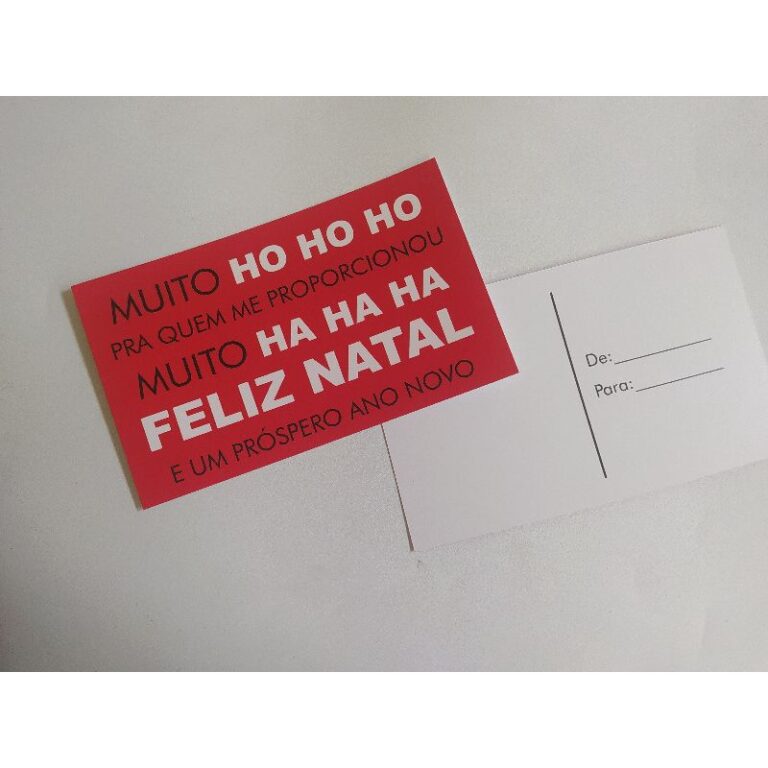 MUITO HO HO HO
PRA QUEM ME PROPORCIONOU
MUITO HA HA HA
FELIZ NATAL
E UM PRÓSPERO ANO NOVO
De:
Para: